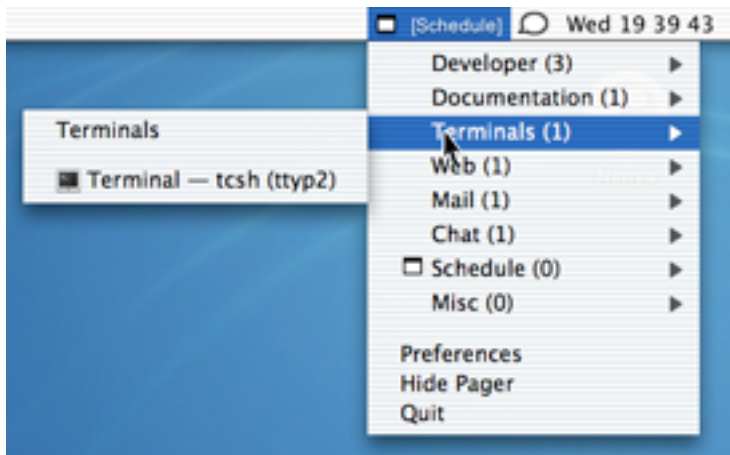 [Schedule] Wed 19 39 43
Developer (3)
Documentation (1)
Terminals (1)
Web (1)
Mail (1)
Chat (1)
Schedule (0)
Misc (0)
Preferences
Hide Pager
Quit
Terminals
Terminal — tcsh (ttyp2)